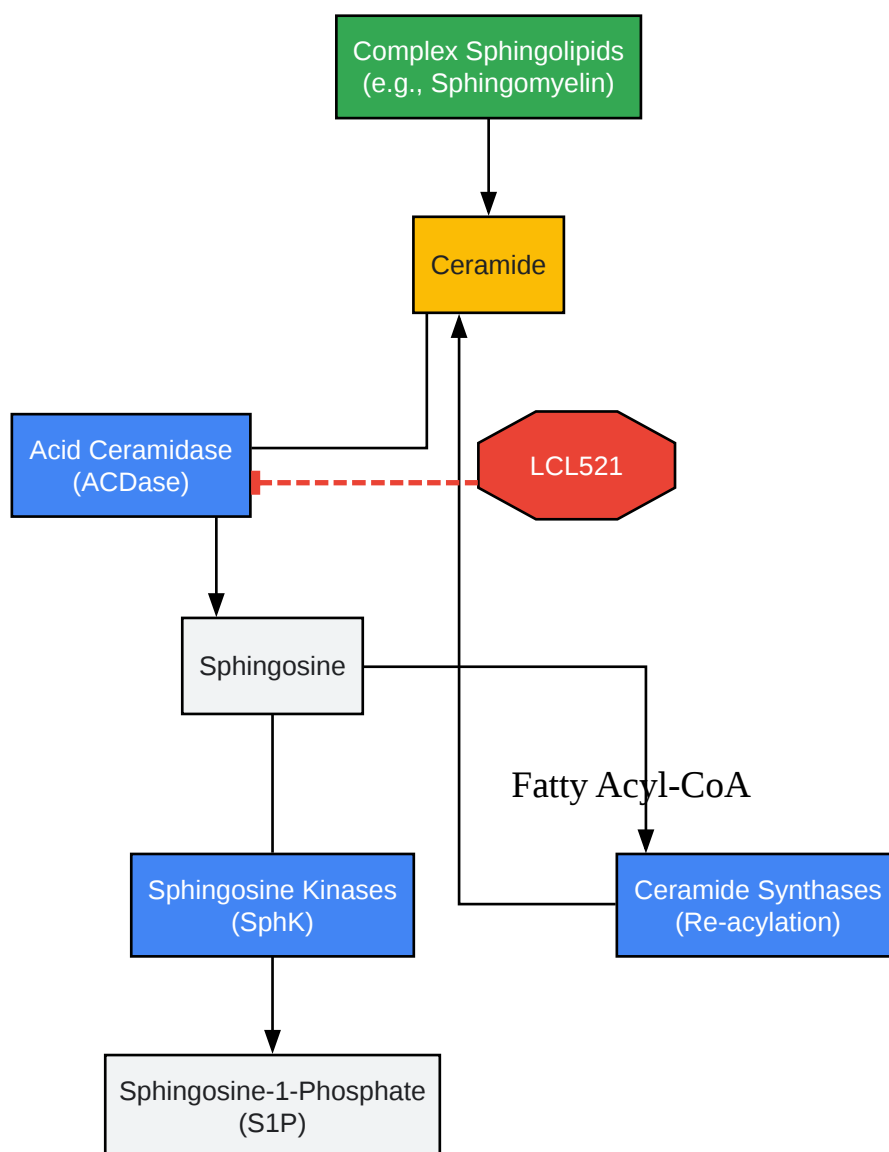 Complex Sphingolipids
(e.g., Sphingomyelin)
Ceramide
Acid Ceramidase
(ACDase)
LCL521
Sphingosine
Fatty Acyl-CoA
Sphingosine Kinases
(SphK)
Ceramide Synthases
(Re-acylation)
Sphingosine-1-Phosphate
(S1P)